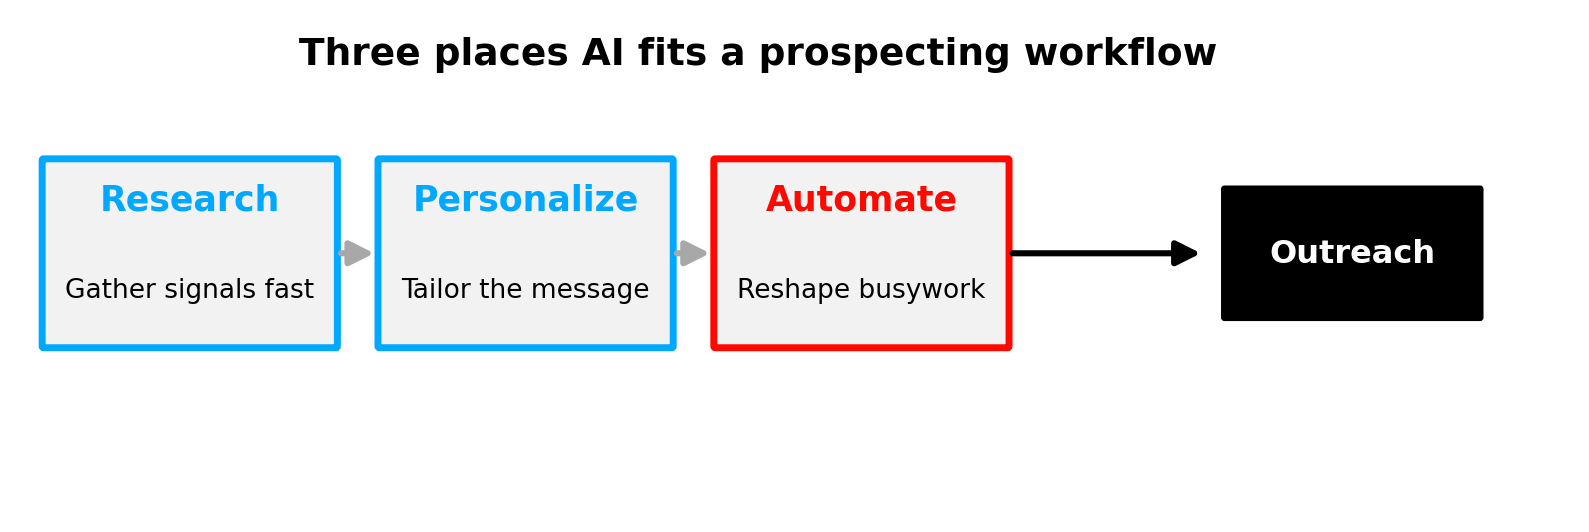 Three places AI fits a prospecting workflow
Research
Gather signals fast
Personalize
Tailor the message
Automate
Reshape busywork
Outreach